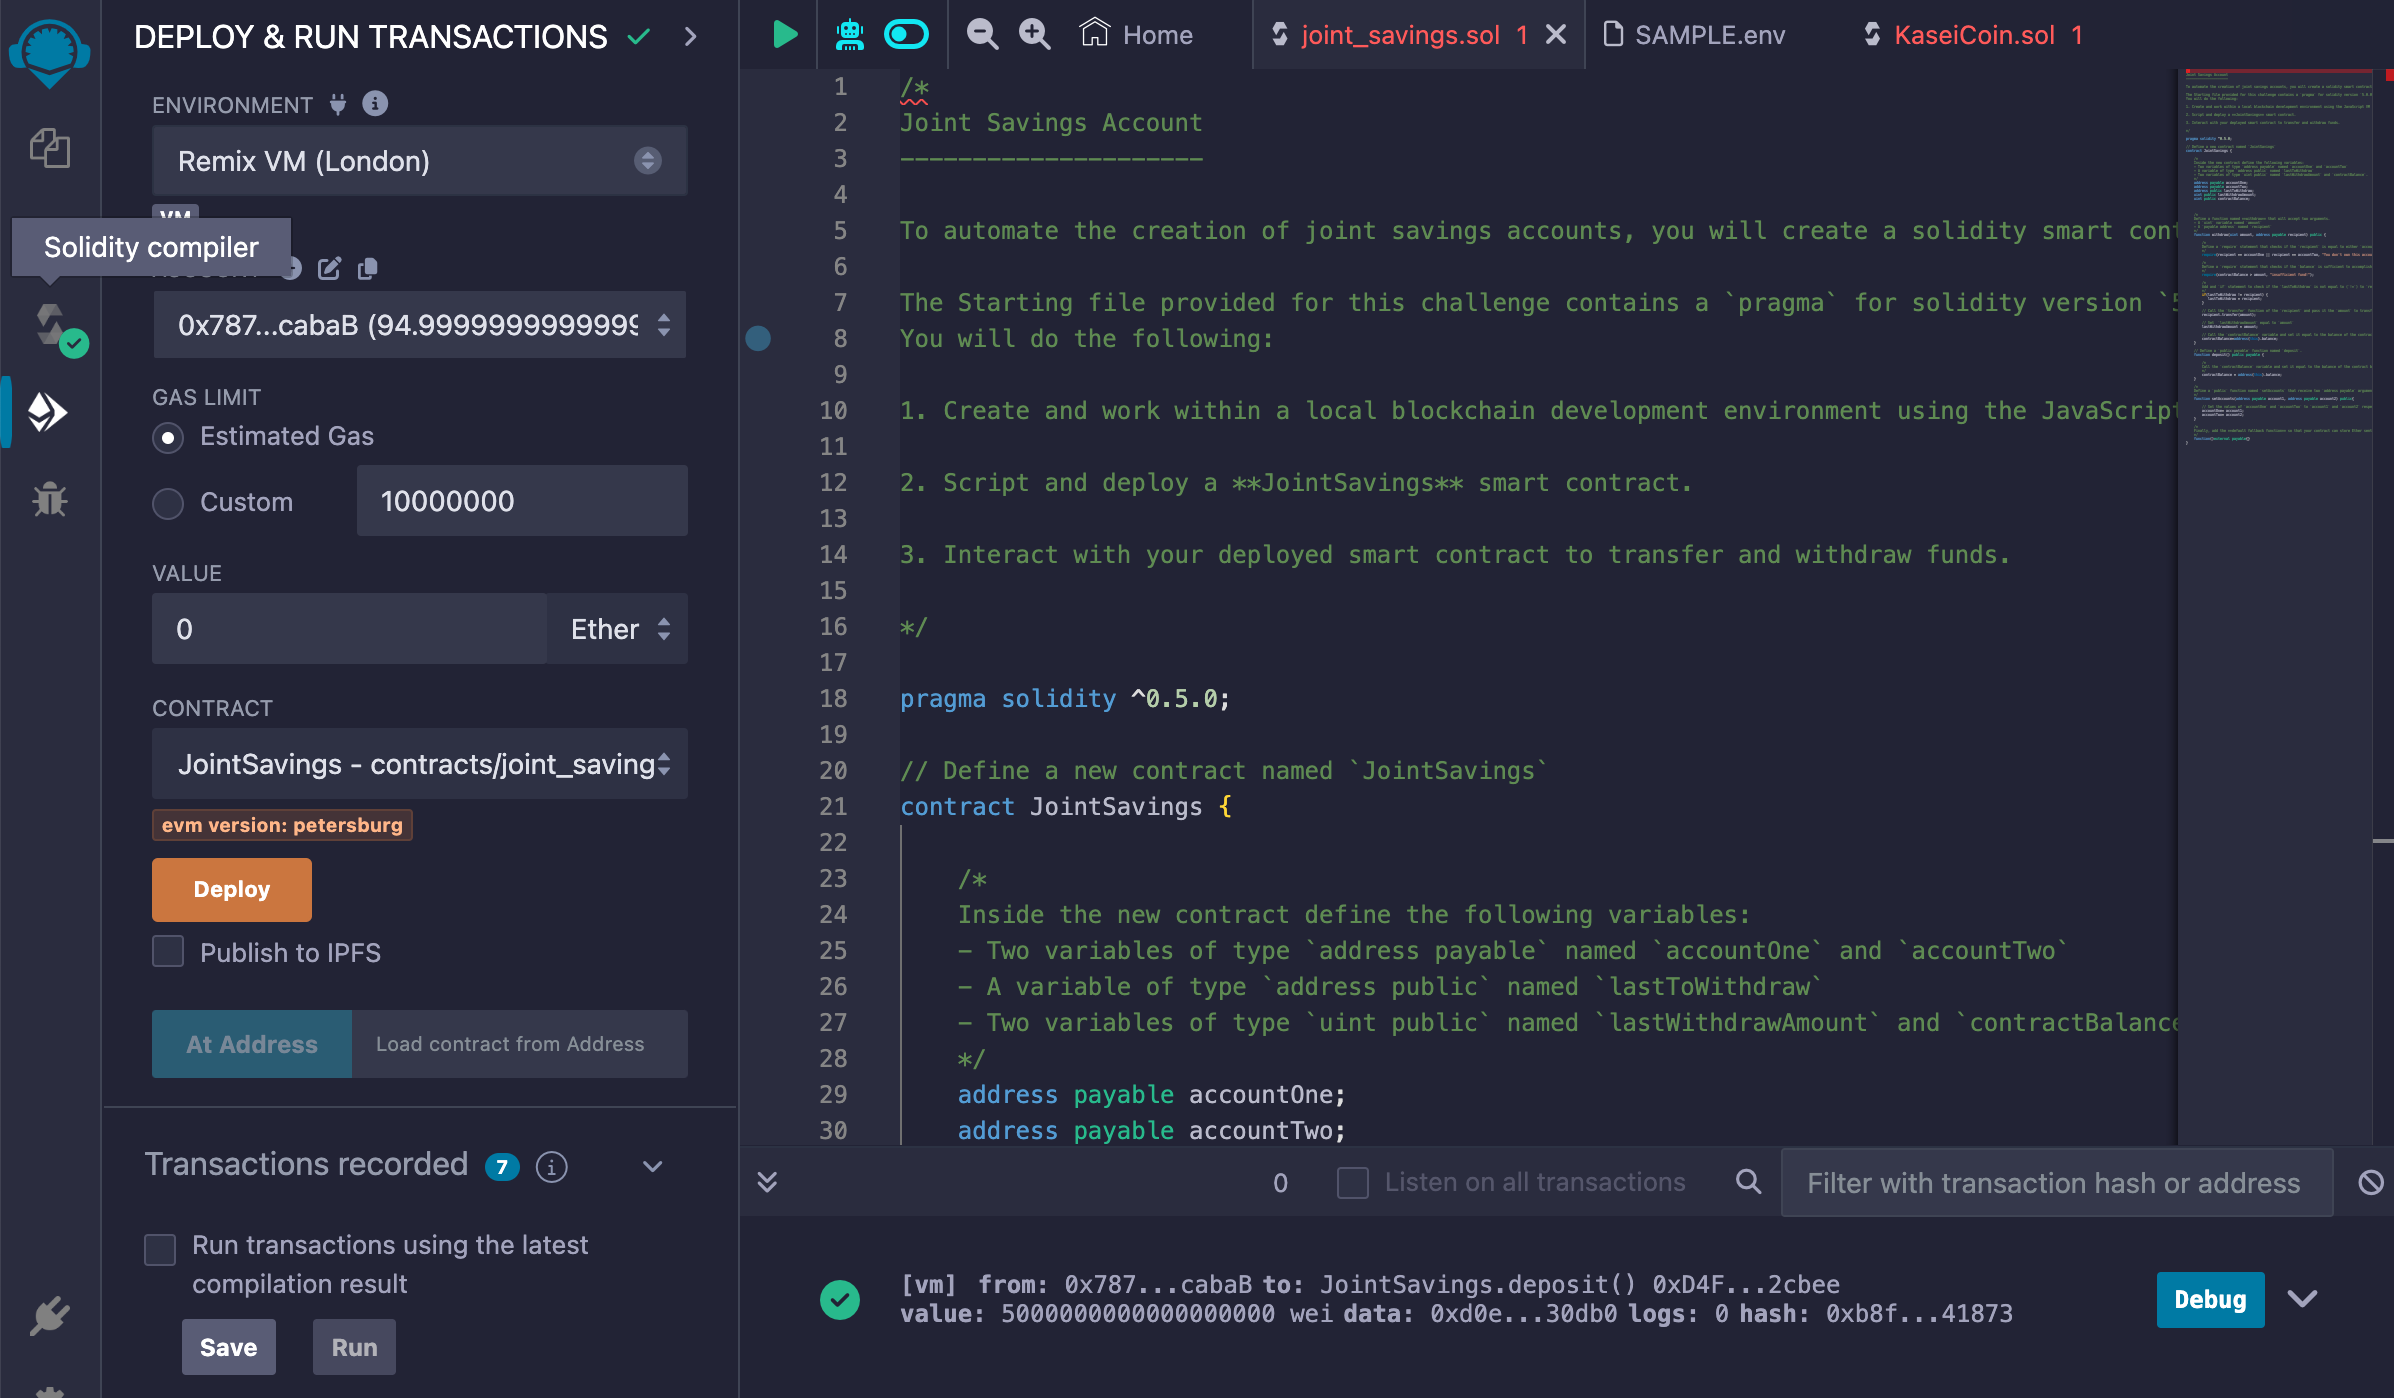 DEPLOY & RUN TRANSACTIONS
ENVIRONMENT
Remix VM (London)
VM
Solidity compiler
0x787...cabaB (94.9999999999999
GAS LIMIT
Estimated Gas
Custom
10000000
VALUE
0
Ether
CONTRACT
JointSavings - contracts/joint_saving
evm version: petersburg
Deploy
Publish to IPFS
At Address
Load contract from Address
Transactions recorded 7
Run transactions using the latest
compilation result
Save
Run
Home
joint_savings.sol 1
SAMPLE.env
KaseiCoin.sol 1
1 /*
2 Joint Savings Account
3 ---------------------
4
5 To automate the creation of joint savings accounts, you will create a solidity smart cont
6
7 The Starting file provided for this challenge contains a `pragma` for solidity version `5
8 You will do the following:
9
10 1. Create and work within a local blockchain development environment using the JavaScript
11
12 2. Script and deploy a **JointSavings** smart contract.
13
14 3. Interact with your deployed smart contract to transfer and withdraw funds.
15
16 */
17
18 pragma solidity ^0.5.0;
19
20 // Define a new contract named `JointSavings`
21 contract JointSavings {
22
23 /*
24 Inside the new contract define the following variables:
25 - Two variables of type `address payable` named `accountOne` and `accountTwo`
26 - A variable of type `address public` named `lastToWithdraw`
27 - Two variables of type `uint public` named `lastWithdrawAmount` and `contractBalance
28 */
29 address payable accountOne;
30 address payable accountTwo;
0
Listen on all transactions
Filter with transaction hash or address
[vm] from: 0x787...cabaB to: JointSavings.deposit() 0xD4F...2cbee
value: 5000000000000000000 wei data: 0xd0e...30db0 logs: 0 hash: 0xb8f...41873
Debug